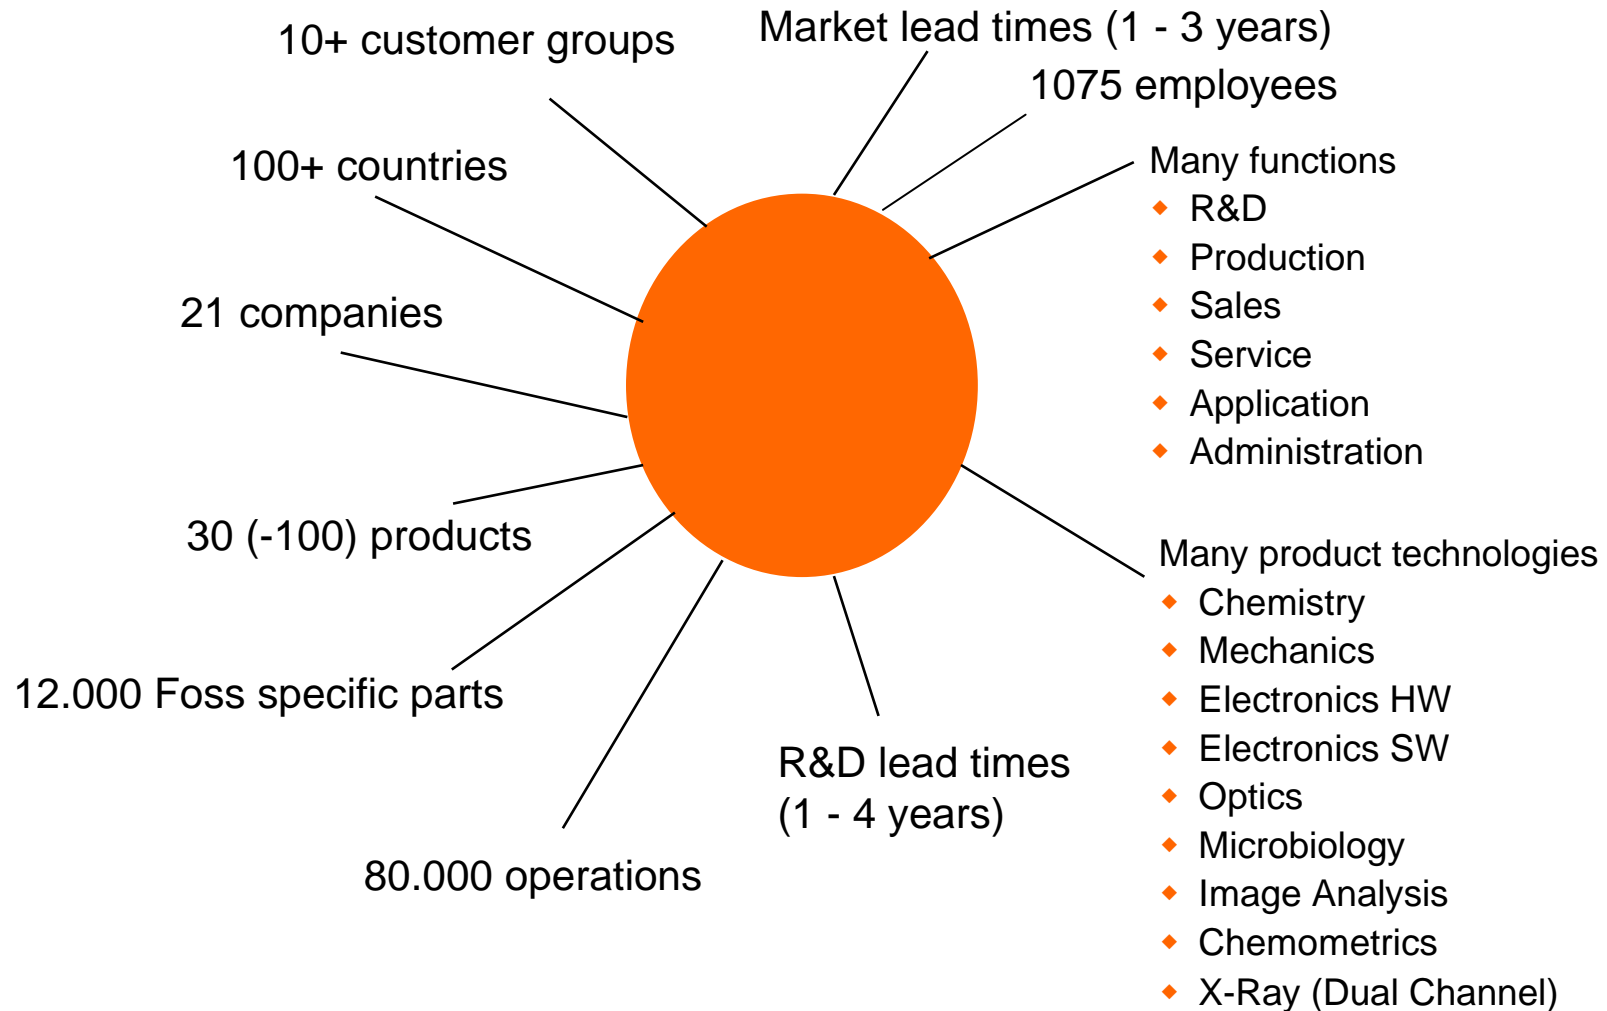 10+ customer groups
Market lead times (1 - 3 years)
1075 employees
100+ countries
Many functions
R&D
Production
Sales
Service
Application
Administration
21 companies
30 (-100) products
Many product technologies
Chemistry
Mechanics
Electronics HW
Electronics SW
Optics
Microbiology
Image Analysis
Chemometrics
X-Ray (Dual Channel)
12.000 Foss specific parts
R&D lead times
(1 - 4 years)
80.000 operations